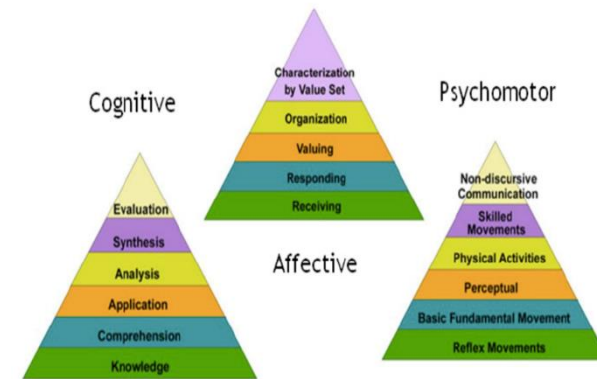 Cognitive
Evaluation
Synthesis
Analysis
Application
Comprehension
Knowledge
Characterization
by Value Set
Organization
Valuing
Responding
Receiving
Affective
Psychomotor
Non-discursive
Communication
Skilled
Movements
Physical Activities
Perceptual
Basic Fundamental Movement
Reflex Movements